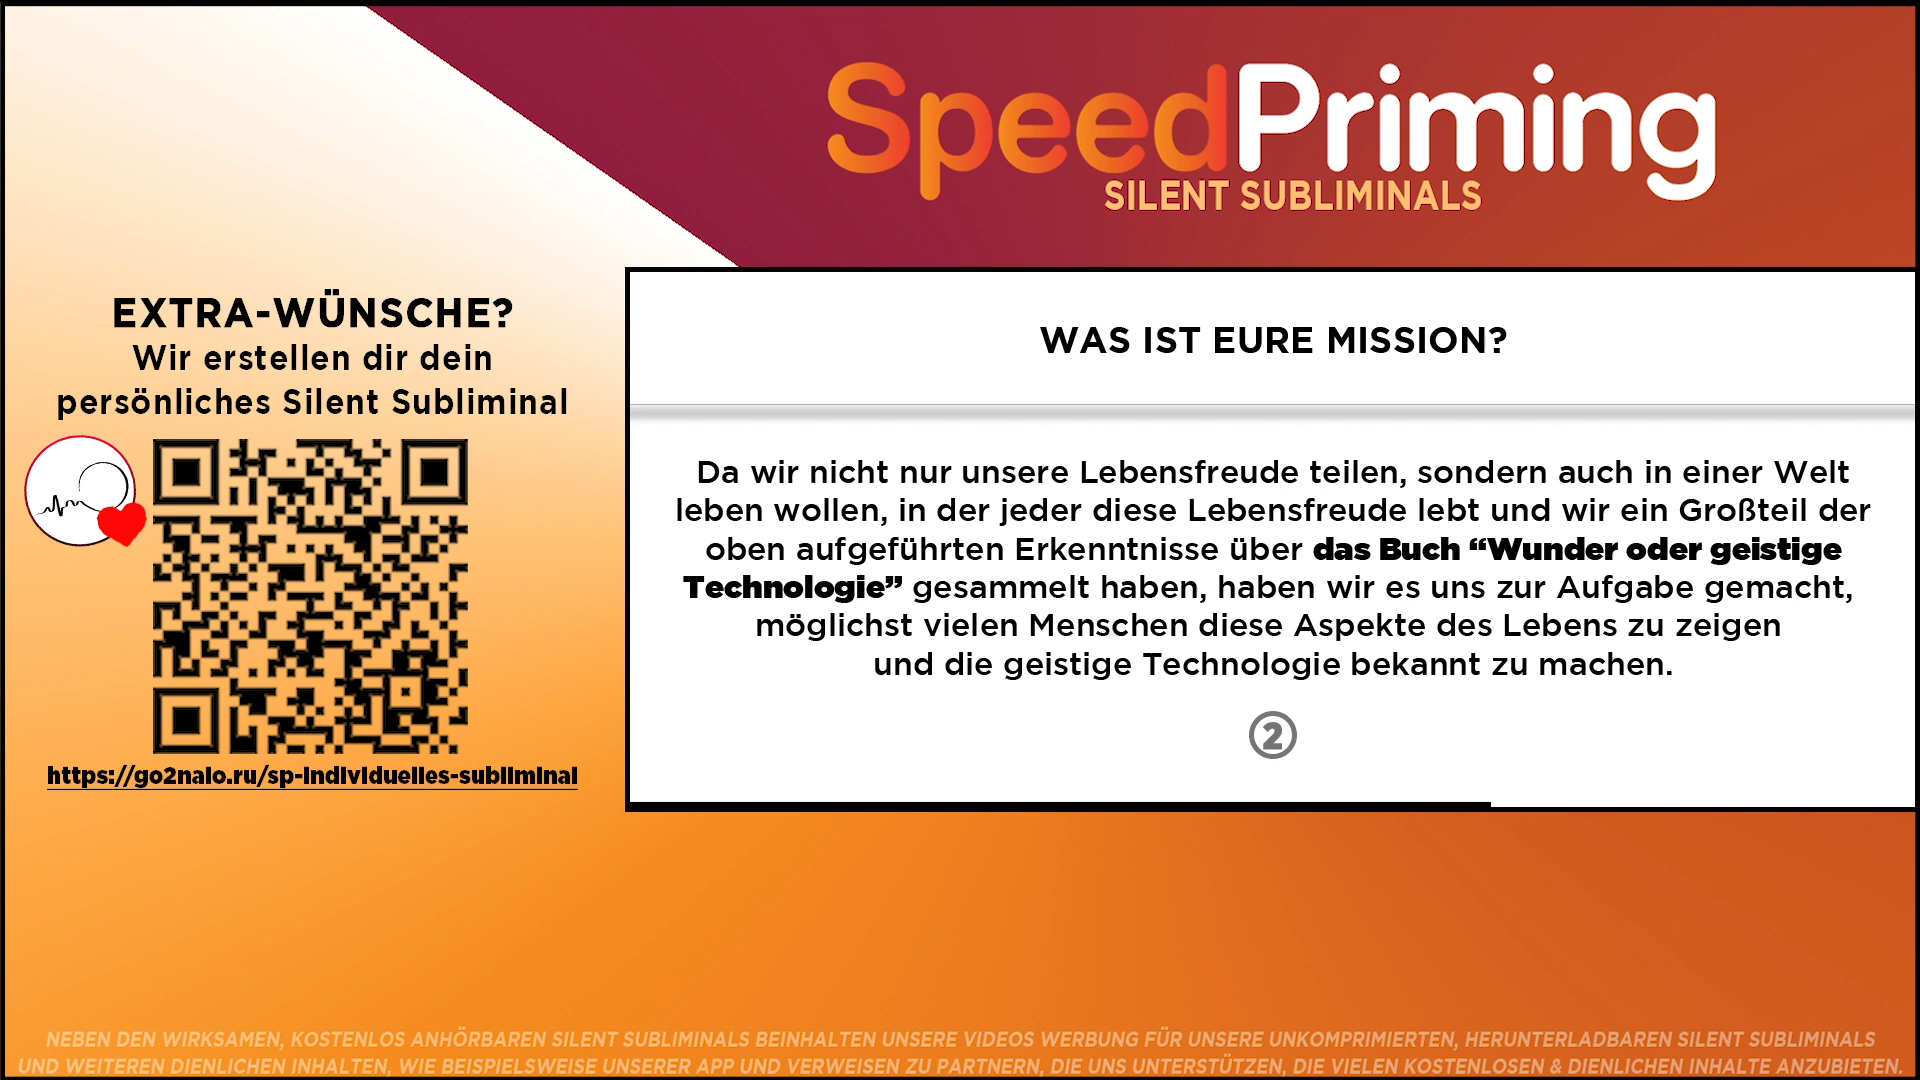 SpeedPriming
SILENT SUBLIMINALS
EXTRA-WÜNSCHE?
Wir erstellen dir dein
persönliches Silent Subliminal
https://go2nalo.ru/sp-individuelles-subliminal
WAS IST EURE MISSION?
Da wir nicht nur unsere Lebensfreude teilen, sondern auch in einer Welt
leben wollen, in der jeder diese Lebensfreude lebt und wir ein Großteil der
oben aufgeführten Erkenntnisse über das Buch “Wunder oder geistige
Technologie” gesammelt haben, haben wir es uns zur Aufgabe gemacht,
möglichst vielen Menschen diese Aspekte des Lebens zu zeigen
und die geistige Technologie bekannt zu machen.
②
NEBEN DEN WIRKSAMEN, KOSTENLOS ANHÖRBAREN SILENT SUBLIMINALS BEINHALTEN UNSERE VIDEOS WERBUNG FÜR UNSERE UNKOMPRIMIERTEN, HERUNTERLADBAREN SILENT SUBLIMINALS
UND WEITEREN DIENLICHEN INHALTEN, WIE BEISPIELSWEISE UNSERER APP UND VERWEISEN ZU PARTNERN, DIE UNS UNTERSTÜTZEN, DIE VIELEN KOSTENLOSEN & DIENLICHEN INHALTE ANZUBIETEN.